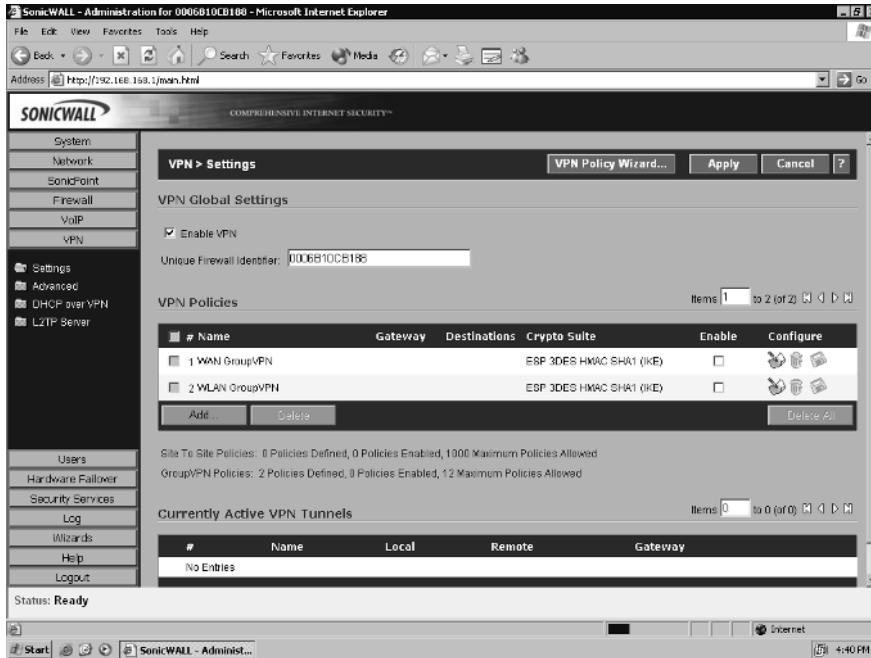 SonicWALL - Administration for 0006B10CB188 - Microsoft Internet Explorer
File Edit View Favorites Tools Help
Back Search Favorites Media
Address http://192.168.168.1/main.html Go
SONICWALL COMPREHENSIVE INTERNET SECURITY™
System
Network
SonicPoint
Firewall
VoIP
VPN
Settings
Advanced
DHCP over VPN
L2TP Server
Users
Hardware Failover
Security Services
Log
Wizards
Help
Logout
VPN > Settings VPN Policy Wizard... Apply Cancel ?
VPN Global Settings
Enable VPN
Unique Firewall Identifier: 0006B10CB188
VPN Policies Items 1 to 2 (of 2)
# Name Gateway Destinations Crypto Suite Enable Configure
1 WAN GroupVPN ESP 3DES HMAC SHA1 (IKE)
2 WLAN GroupVPN ESP 3DES HMAC SHA1 (IKE)
Add... Delete Delete All
Site To Site Policies: 0 Policies Defined, 0 Policies Enabled, 1000 Maximum Policies Allowed
GroupVPN Policies: 2 Policies Defined, 0 Policies Enabled, 12 Maximum Policies Allowed
Currently Active VPN Tunnels Items 0 to 0 (of 0)
# Name Local Remote Gateway
No Entries
Status: Ready
Internet
Start SonicWALL - Administ... 4:40 PM